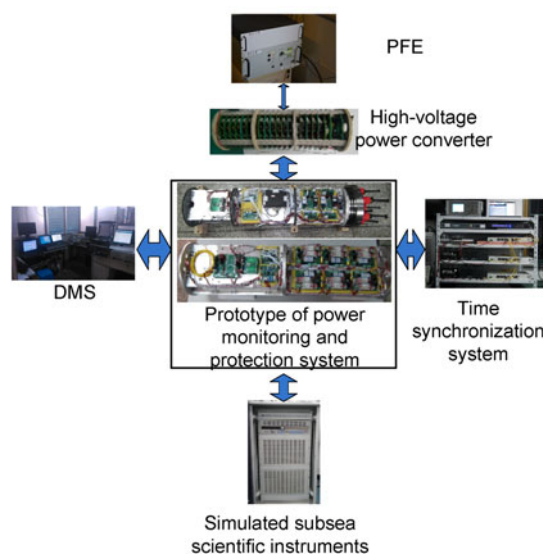 PFE
High-voltage
power converter
DMS
Prototype of power
monitoring and
protection system
Time
synchronization
system
Simulated subsea
scientific instruments